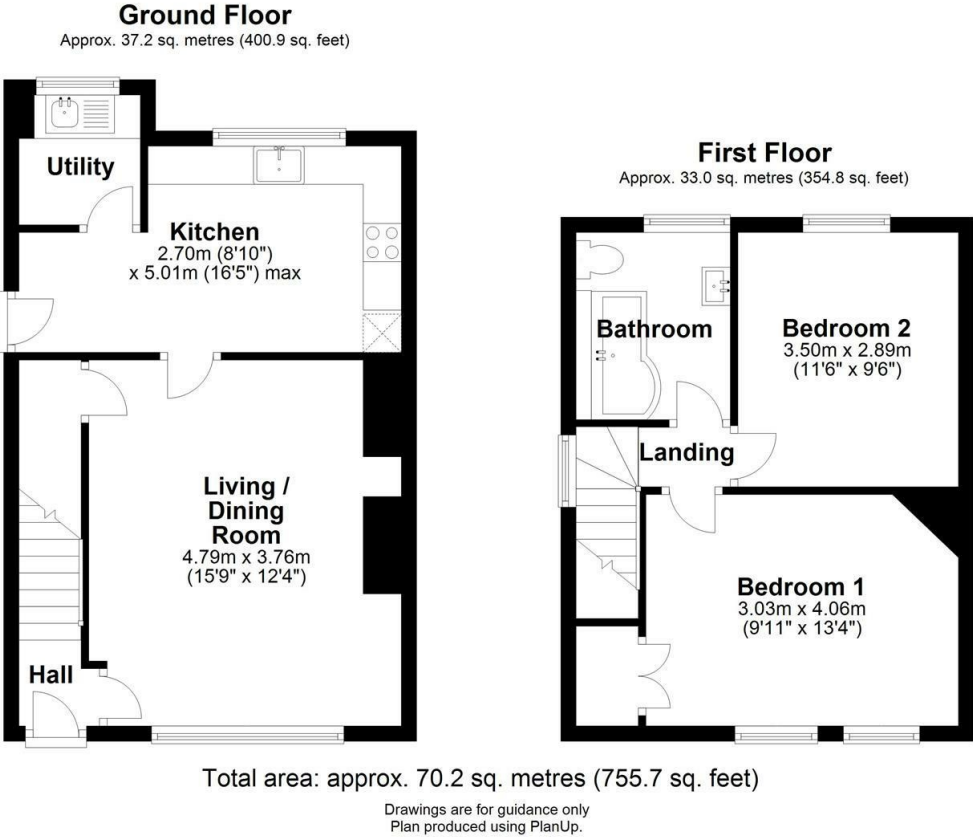 Ground Floor
Approx. 37.2 sq. metres (400.9 sq. feet)
Utility
Kitchen
2.70m (8'10")
x 5.01m (16'5") max
Living /
Dining
Room
4.79m x 3.76m
(15'9" x 12'4")
Hall
First Floor
Approx. 33.0 sq. metres (354.8 sq. feet)
Bathroom
Bedroom 2
3.50m x 2.89m
(11'6" x 9'6")
Landing
Bedroom 1
3.03m x 4.06m
(9'11" x 13'4")
Total area: approx. 70.2 sq. metres (755.7 sq. feet)
Drawings are for guidance only
Plan produced using PlanUp.